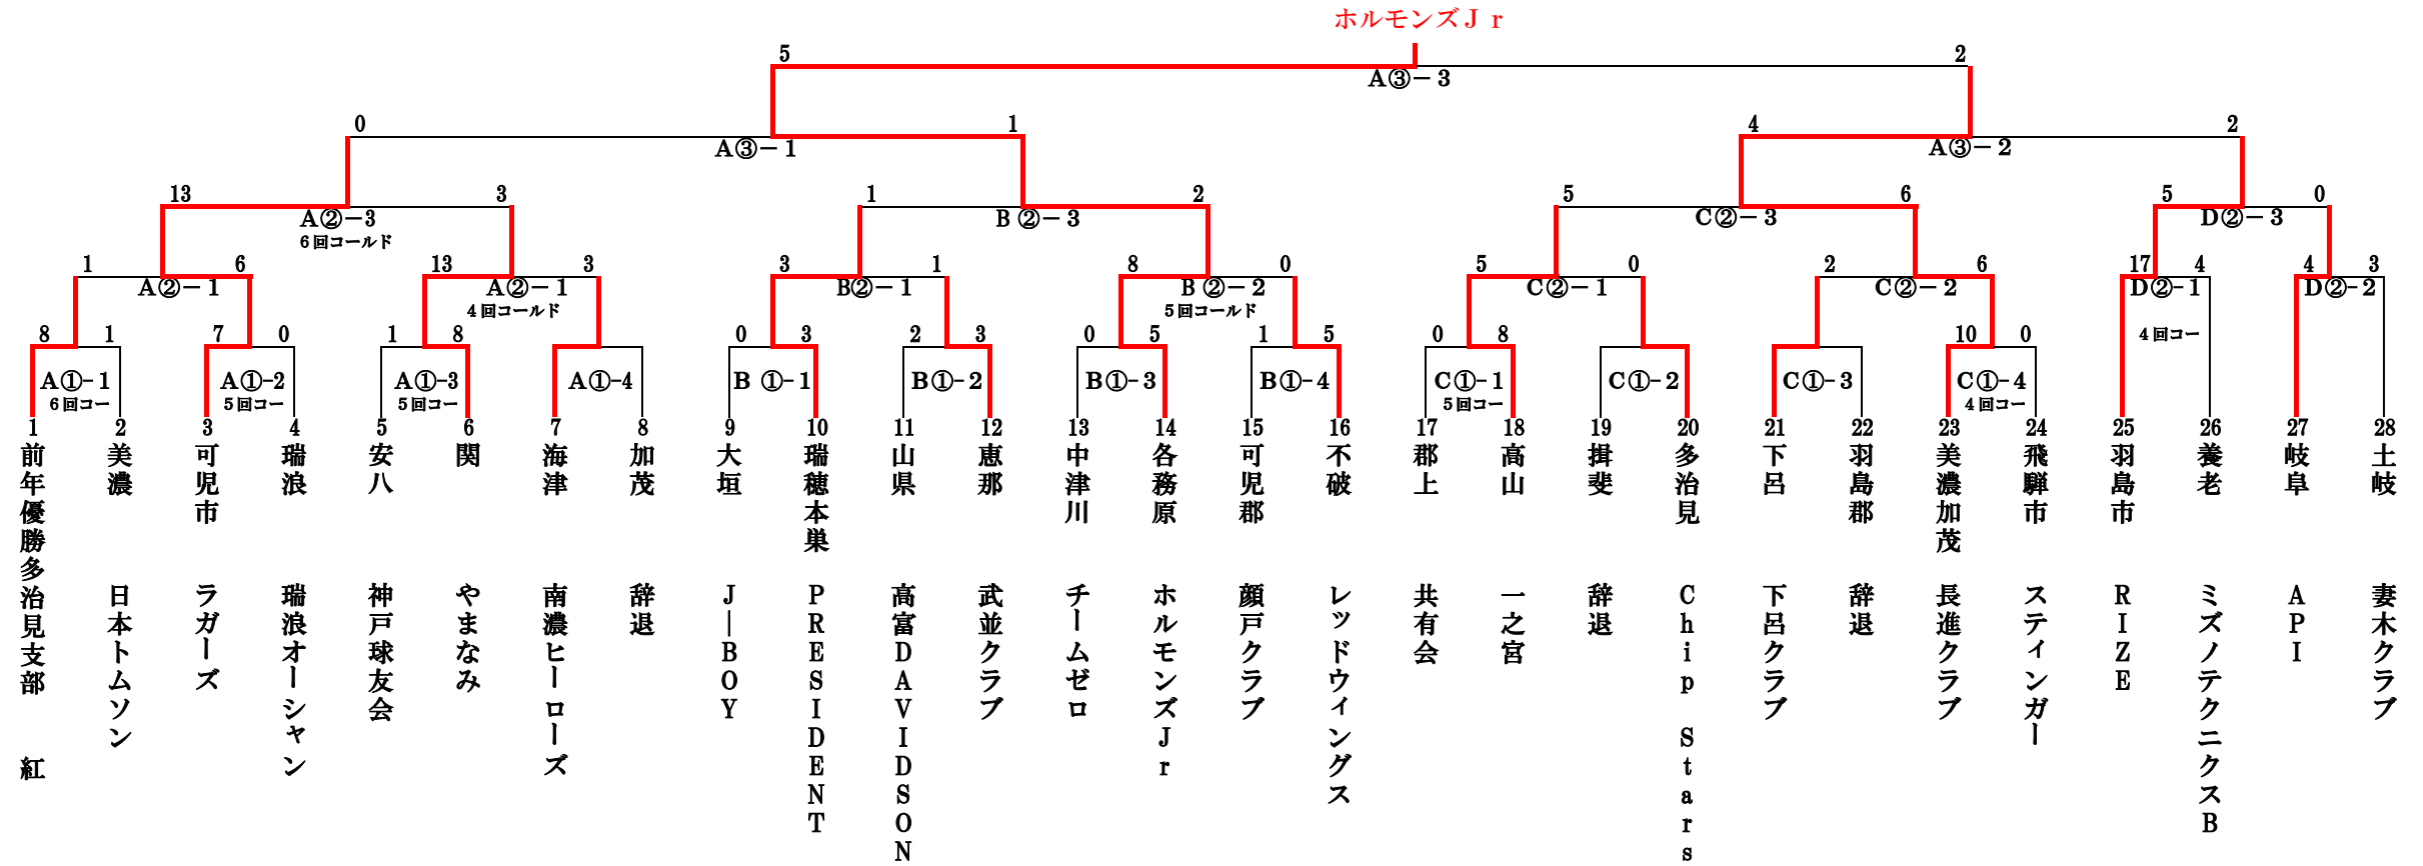 ホルモンズＪｒ
5 2
A③－3
0 1 4 2
A③－1 A③－2
13 3 1 2 5 6 5 0
A②－3 B②－3 C②－3 D②－3
6回コールド
1 6 13 3 3 1 8 0 5 0 2 6 17 4 4 3
A②－1 A②－1 B②－1 B②－2 C②－1 C②－2 D②-1 D②-2
4回コールド 5回コールド
8 1 7 0 1 8 0 3 2 3 0 5 1 5 0 8 10 0 4回コー
A①-1 A①-2 A①-3 A①-4 B①-1 B①-2 B①-3 B①-4 C①-1 C①-2 C①-3 C①-4
6回コー 5回コー 5回コー 5回コー 4回コー
1 2 3 4 5 6 7 8 9 10 11 12 13 14 15 16 17 18 19 20 21 22 23 24 25 26 27 28
前年優勝多治見支部 紅
美濃 日本トムソン
可児市 ラガーズ
瑞浪 瑞浪オーシャン
安八 神戸球友会
関 やまなみ
海津 南濃ヒーローズ
加茂 辞退
大垣 J―BOY
瑞穂本巣 PRESIDENT
山県 高富DAVIDSON
恵那 武並クラブ
中津川 チームゼロ
各務原 ホルモンズJr
可児郡 顔戸クラブ
不破 レッドウィングス
郡上 共有会
高山 一之宮
揖斐 辞退
多治見 Chip Stars
下呂 下呂クラブ
羽島郡 辞退
美濃加茂 長進クラブ
飛騨市 スティンガー
羽島市 RIZE
養老 ミズノテクニクスB
岐阜 API
土岐 妻木クラブ